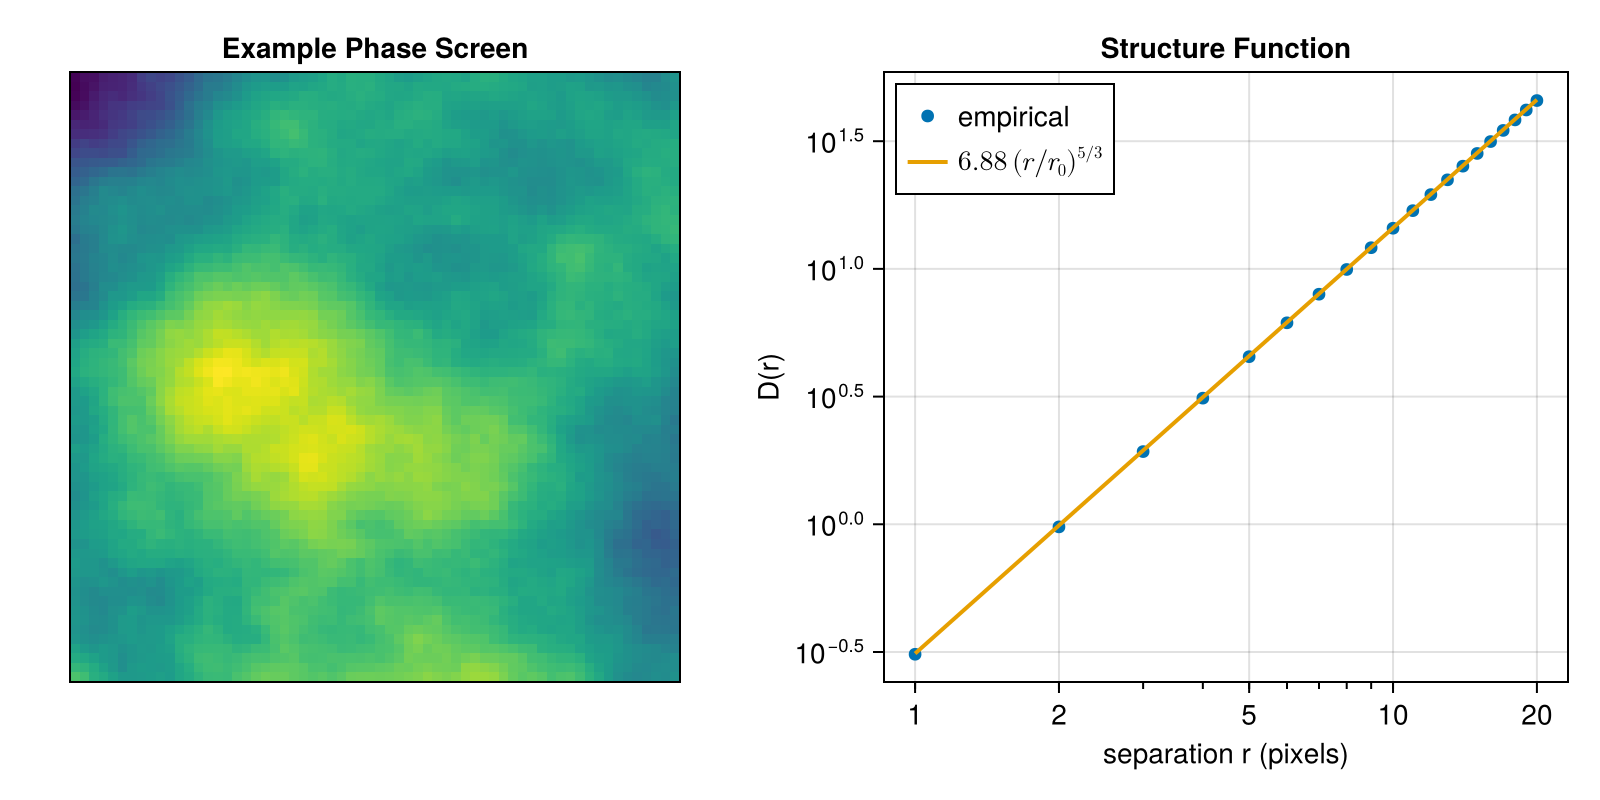 Example Phase Screen
Structure Function
empirical
6.88 (r/r₀)^{5/3}
D(r)
10^{1.5}
10^{1.0}
10^{0.5}
10^{0.0}
10^{−0.5}
1 2 5 10 20
separation r (pixels)